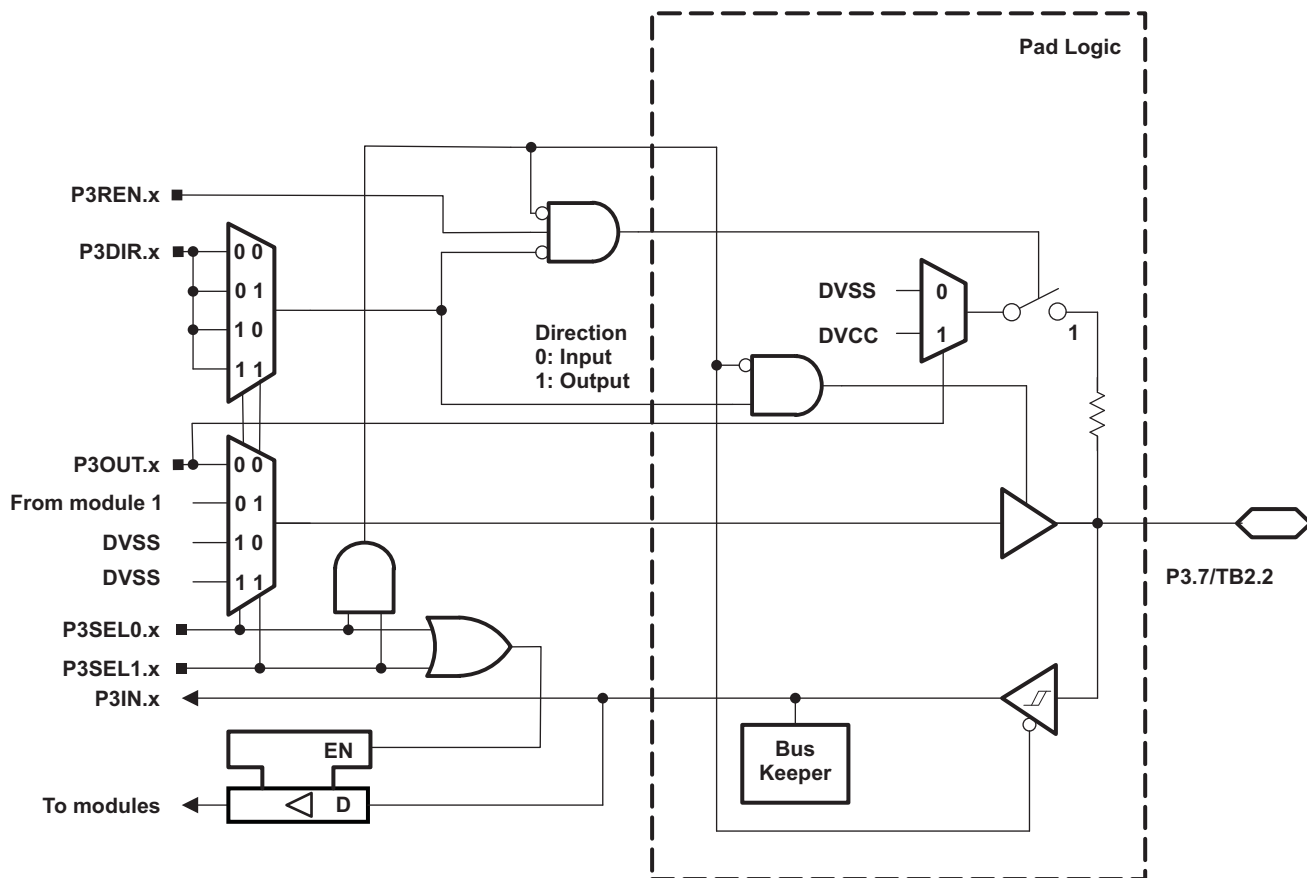 Pad Logic
P3REN.x
P3DIR.x
0 0
0 1
1 0
1 1
DVSS
0
DVCC
1
1
Direction
0: Input
1: Output
P3OUT.x
0 0
From module 1
0 1
DVSS
1 0
DVSS
1 1
P3.7/TB2.2
P3SEL0.x
P3SEL1.x
P3IN.x
Bus
Keeper
EN
To modules
D